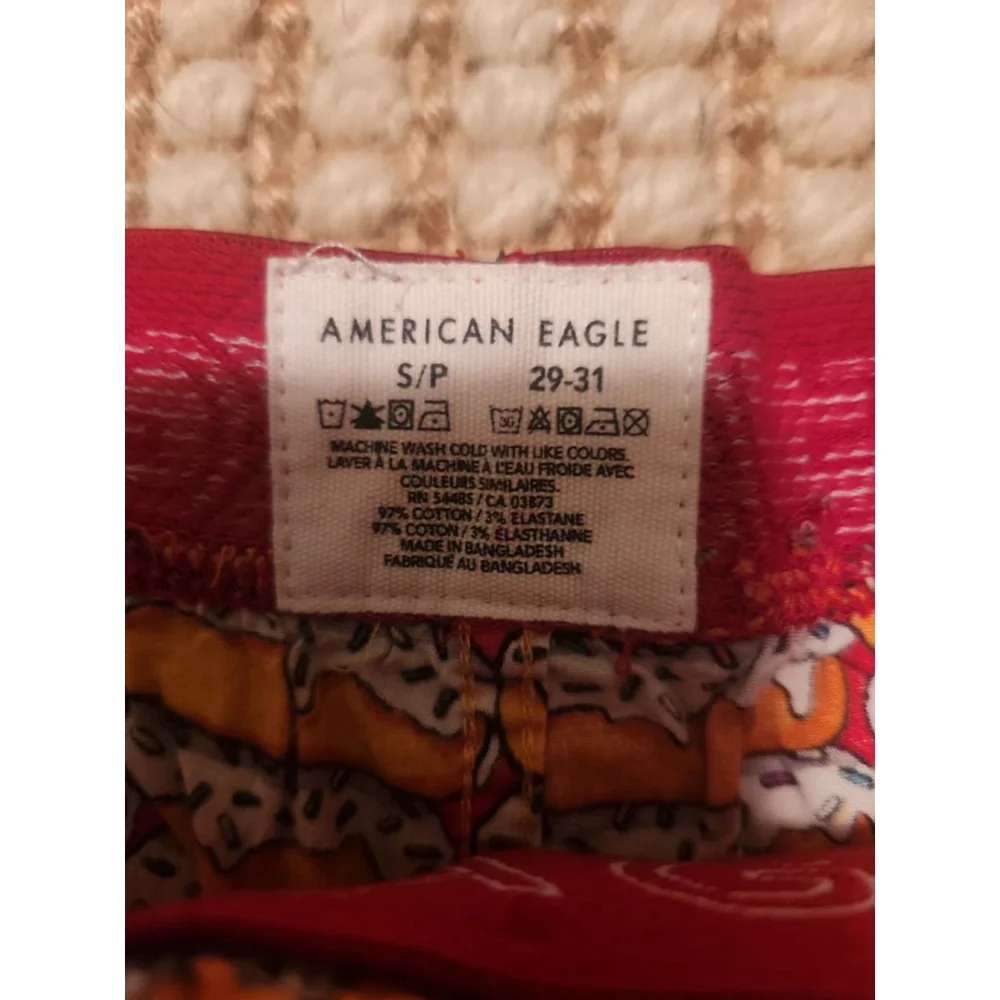 AMERICAN EAGLE
S/P 29-31
30
MACHINE WASH COLD WITH LIKE COLORS.
LAVER À LA MACHINE À L'EAU FROIDE AVEC
COULEURS SIMILAIRES.
RN 54485 / CA 03873
97% COTTON / 3% ELASTANE
97% COTON / 3% ÉLASTHANNE
MADE IN BANGLADESH
FABRIQUÉ AU BANGLADESH